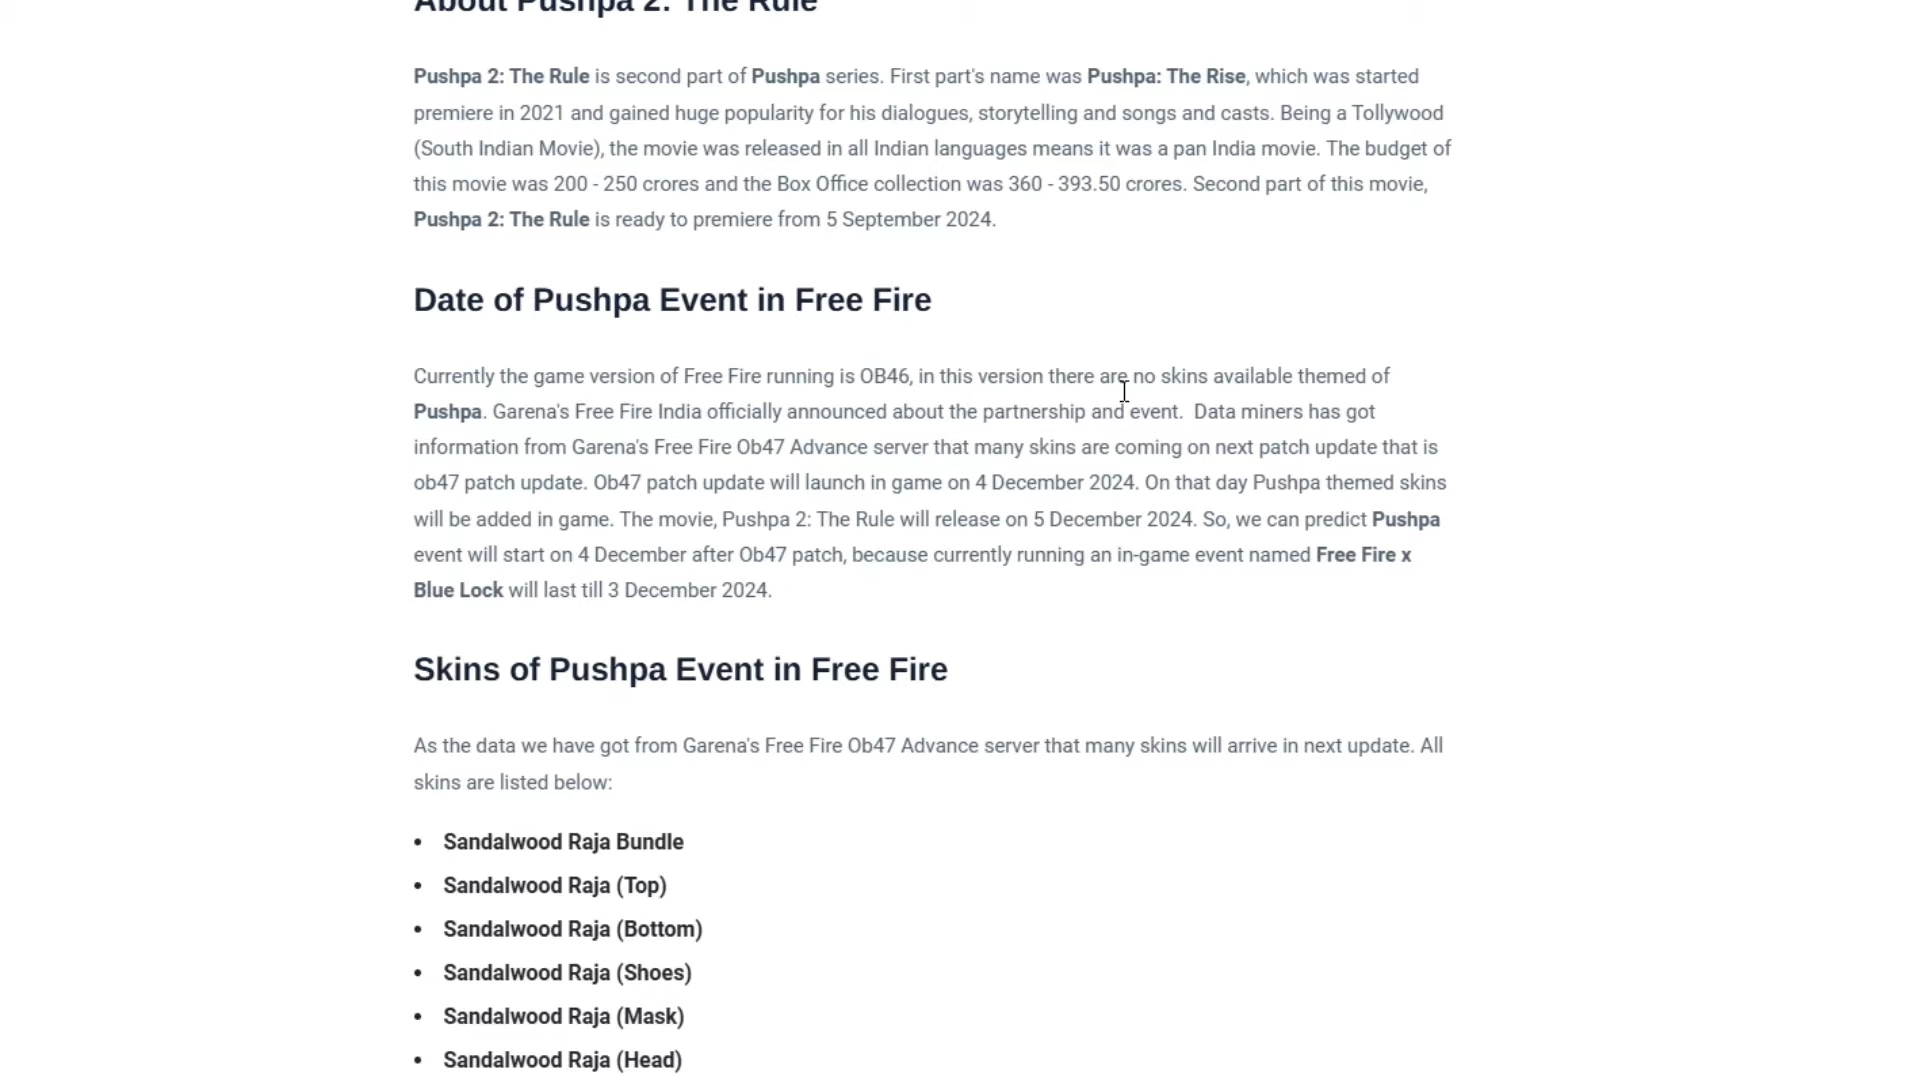 About Pushpa 2: The Rule
Pushpa 2: The Rule is second part of Pushpa series. First part's name was Pushpa: The Rise, which was started
premiere in 2021 and gained huge popularity for his dialogues, storytelling and songs and casts. Being a Tollywood
(South Indian Movie), the movie was released in all Indian languages means it was a pan India movie. The budget of
this movie was 200 - 250 crores and the Box Office collection was 360 - 393.50 crores. Second part of this movie,
Pushpa 2: The Rule is ready to premiere from 5 September 2024.
Date of Pushpa Event in Free Fire
Currently the game version of Free Fire running is OB46, in this version there are no skins available themed of
Pushpa. Garena's Free Fire India officially announced about the partnership and event.  Data miners has got
information from Garena's Free Fire Ob47 Advance server that many skins are coming on next patch update that is
ob47 patch update. Ob47 patch update will launch in game on 4 December 2024. On that day Pushpa themed skins
will be added in game. The movie, Pushpa 2: The Rule will release on 5 December 2024. So, we can predict Pushpa
event will start on 4 December after Ob47 patch, because currently running an in-game event named Free Fire x
Blue Lock will last till 3 December 2024.
Skins of Pushpa Event in Free Fire
As the data we have got from Garena's Free Fire Ob47 Advance server that many skins will arrive in next update. All
skins are listed below:
• Sandalwood Raja Bundle
• Sandalwood Raja (Top)
• Sandalwood Raja (Bottom)
• Sandalwood Raja (Shoes)
• Sandalwood Raja (Mask)
• Sandalwood Raja (Head)